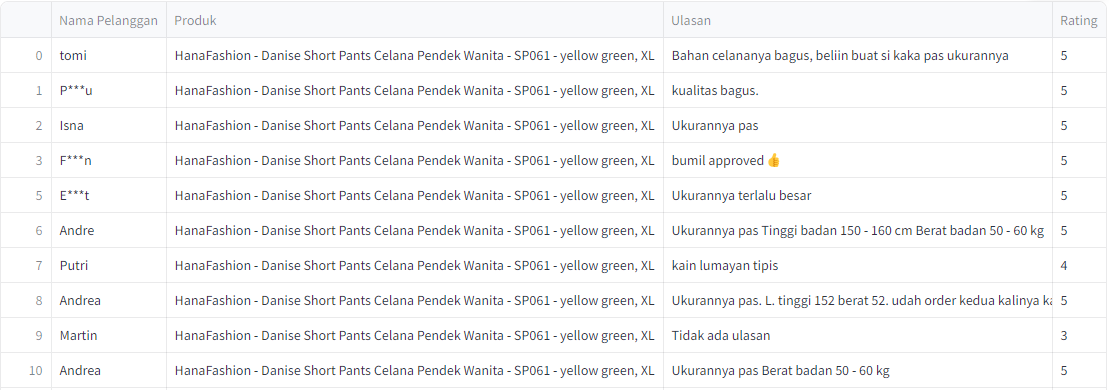 Nama Pelanggan Produk Ulasan Rating
0 tomi HanaFashion - Danise Short Pants Celana Pendek Wanita - SP061 - yellow green, XL Bahan celananya bagus, beliin buat si kaka pas ukurannya 5
1 P***u HanaFashion - Danise Short Pants Celana Pendek Wanita - SP061 - yellow green, XL kualitas bagus. 5
2 Isna HanaFashion - Danise Short Pants Celana Pendek Wanita - SP061 - yellow green, XL Ukurannya pas 5
3 F***n HanaFashion - Danise Short Pants Celana Pendek Wanita - SP061 - yellow green, XL bumil approved 👍 5
5 E***t HanaFashion - Danise Short Pants Celana Pendek Wanita - SP061 - yellow green, XL Ukurannya terlalu besar 5
6 Andre HanaFashion - Danise Short Pants Celana Pendek Wanita - SP061 - yellow green, XL Ukurannya pas Tinggi badan 150 - 160 cm Berat badan 50 - 60 kg 5
7 Putri HanaFashion - Danise Short Pants Celana Pendek Wanita - SP061 - yellow green, XL kain lumayan tipis 4
8 Andrea HanaFashion - Danise Short Pants Celana Pendek Wanita - SP061 - yellow green, XL Ukurannya pas. L. tinggi 152 berat 52. udah order kedua kalinya 5
9 Martin HanaFashion - Danise Short Pants Celana Pendek Wanita - SP061 - yellow green, XL Tidak ada ulasan 3
10 Andrea HanaFashion - Danise Short Pants Celana Pendek Wanita - SP061 - yellow green, XL Ukurannya pas Berat badan 50 - 60 kg 5